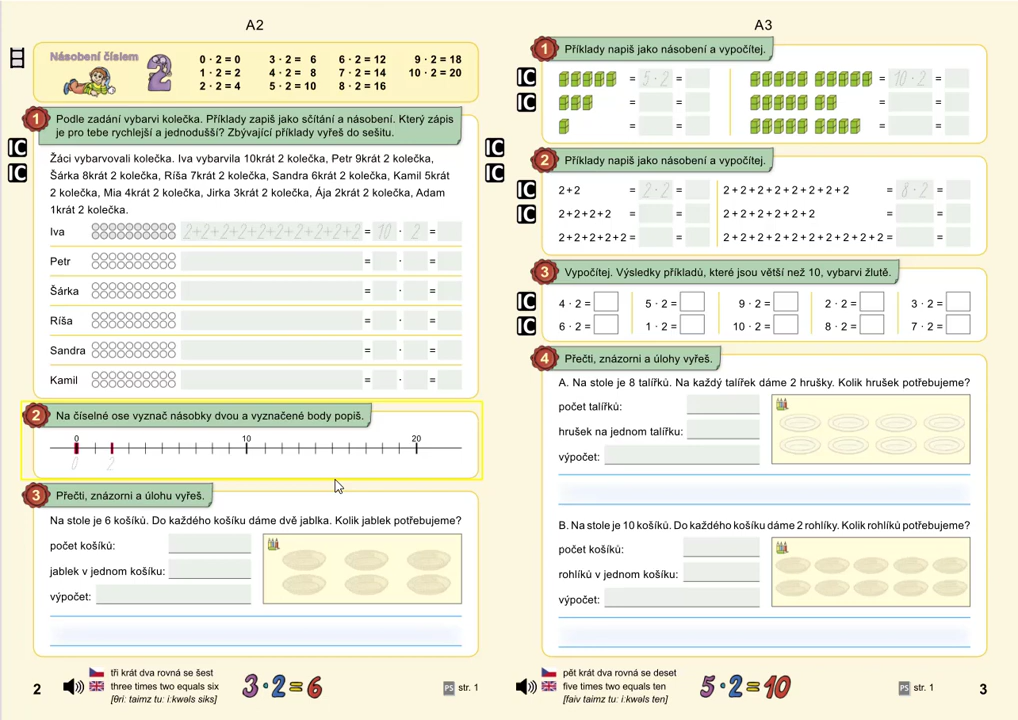 A2
Násobení číslem 2
0 · 2 = 0 3 · 2 = 6 6 · 2 = 12 9 · 2 = 18
1 · 2 = 2 4 · 2 = 8 7 · 2 = 14 10 · 2 = 20
2 · 2 = 4 5 · 2 = 10 8 · 2 = 16
IC
IC
1 Podle zadání vybarvi kolečka. Příklady zapiš jako sčítání a násobení. Který zápis
je pro tebe rychlejší a jednodušší? Zbývající příklady vyřeš do sešitu.
Žáci vybarvovali kolečka. Iva vybarvila 10krát 2 kolečka, Petr 9krát 2 kolečka,
Šárka 8krát 2 kolečka, Ríša 7krát 2 kolečka, Sandra 6krát 2 kolečka, Kamil 5krát
2 kolečka, Mia 4krát 2 kolečka, Jirka 3krát 2 kolečka, Ája 2krát 2 kolečka, Adam
1krát 2 kolečka.
Iva 2+2+2+2+2+2+2+2+2+2 = 10 · 2 =
Petr = · =
Šárka = · =
Ríša = · =
Sandra = · =
Kamil = · =
2 Na číselné ose vyznač násobky dvou a vyznačené body popiš.
0 10 20
0 2
3 Přečti, znázorni a úlohu vyřeš.
Na stole je 6 košíků. Do každého košíku dáme dvě jablka. Kolik jablek potřebujeme?
počet košíků:
jablek v jednom košíku:
výpočet:
tři krát dva rovná se šest
three times two equals six
[θri: taimz tu: i:kwəls siks]
3·2=6
PS str. 1
2
A3
1 Příklady napiš jako násobení a vypočítej.
IC
IC
= 5 · 2 = = 10 · 2 =
= = = =
= = = =
2 Příklady napiš jako násobení a vypočítej.
IC
IC
IC
IC
2+2 = 2 · 2 = 2+2+2+2+2+2+2+2 = 8 · 2 =
2+2+2+2 = = 2+2+2+2+2+2 = =
2+2+2+2+2 = = 2+2+2+2+2+2+2+2+2+2 = =
3 Vypočítej. Výsledky příkladů, které jsou větší než 10, vybarvi žlutě.
IC
IC
4 · 2 = 5 · 2 = 9 · 2 = 2 · 2 = 3 · 2 =
6 · 2 = 1 · 2 = 10 · 2 = 8 · 2 = 7 · 2 =
4 Přečti, znázorni a úlohy vyřeš.
A. Na stole je 8 talířků. Na každý talířek dáme 2 hrušky. Kolik hrušek potřebujeme?
počet talířků:
hrušek na jednom talířku:
výpočet:
B. Na stole je 10 košíků. Do každého košíku dáme 2 rohlíky. Kolik rohlíků potřebujeme?
počet košíků:
rohlíků v jednom košíku:
výpočet:
pět krát dva rovná se deset
five times two equals ten
[faiv taimz tu: i:kwəls ten]
5·2=10
PS str. 1
3